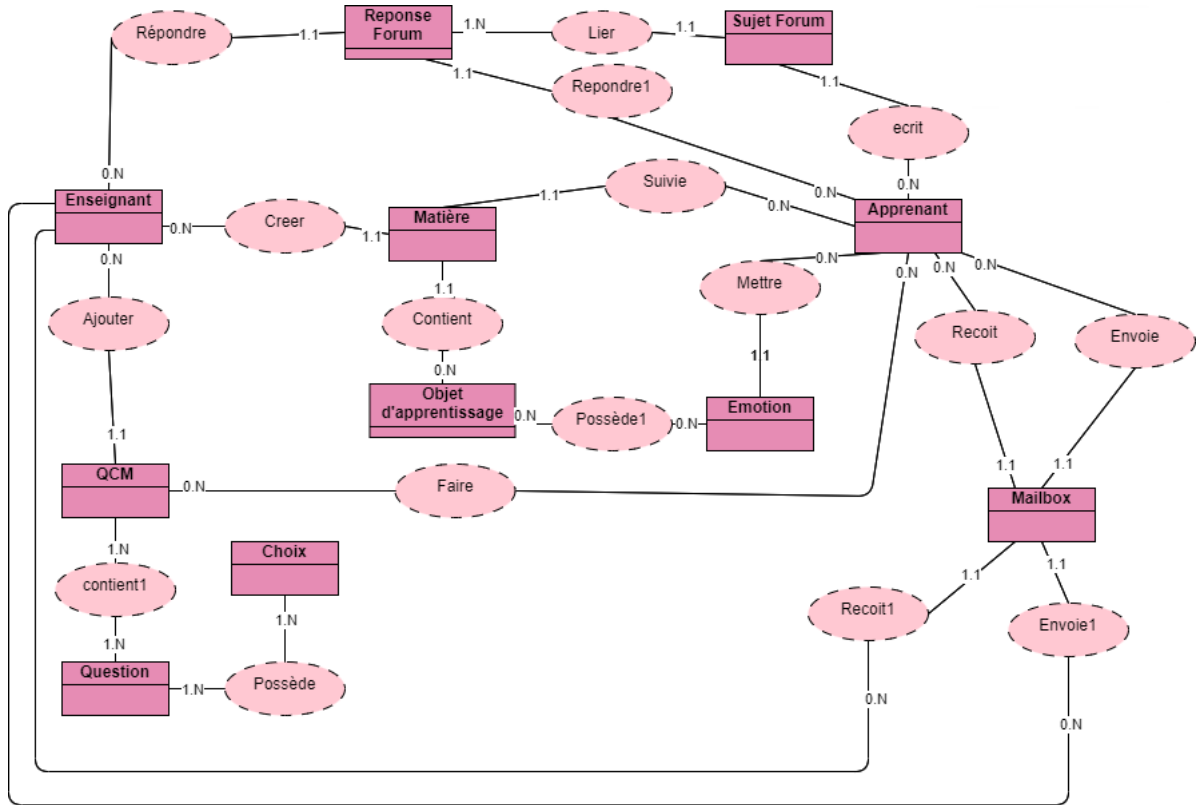 Répondre
1.1
Reponse
Forum
1.N
Lier
1.1
Sujet Forum
1.1
Repondre1
1.1
ecrit
0.N
0.N
0.N
Enseignant
0.N
Creer
1.1
Matière
1.1
Suivie
0.N
Apprenant
0.N
Ajouter
1.1
1.1
Contient
0.N
Objet
d'apprentissage
0.N
Possède1
0.N
Emotion
1.1
Mettre
0.N
0.N
0.N
0.N
Recoit
Envoie
1.1
1.1
Mailbox
QCM
0.N
Faire
1.N
contient1
1.N
Question
1.N
Possède
1.N
Choix
1.1
1.1
Recoit1
Envoie1
0.N
0.N